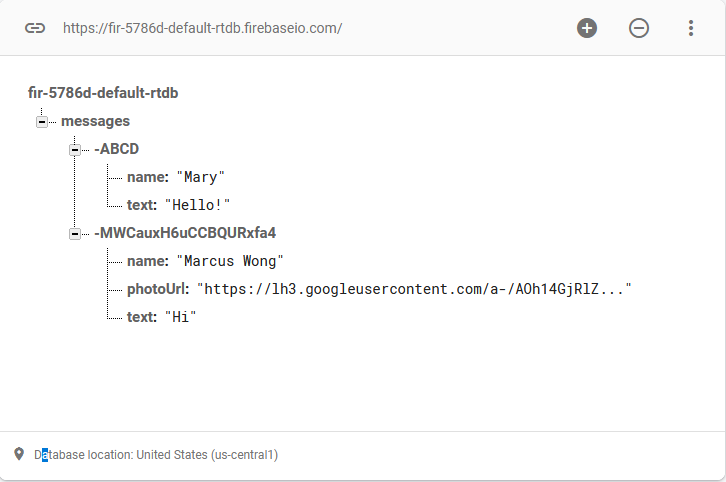 https://fir-5786d-default-rtdb.firebaseio.com/
fir-5786d-default-rtdb
messages
-ABCD
name: "Mary"
text: "Hello!"
-MWCauxH6uCCBQURxfa4
name: "Marcus Wong"
photoUrl: "https://lh3.googleusercontent.com/a-/AOh14GjRlZ..."
text: "Hi"
Database location: United States (us-central1)